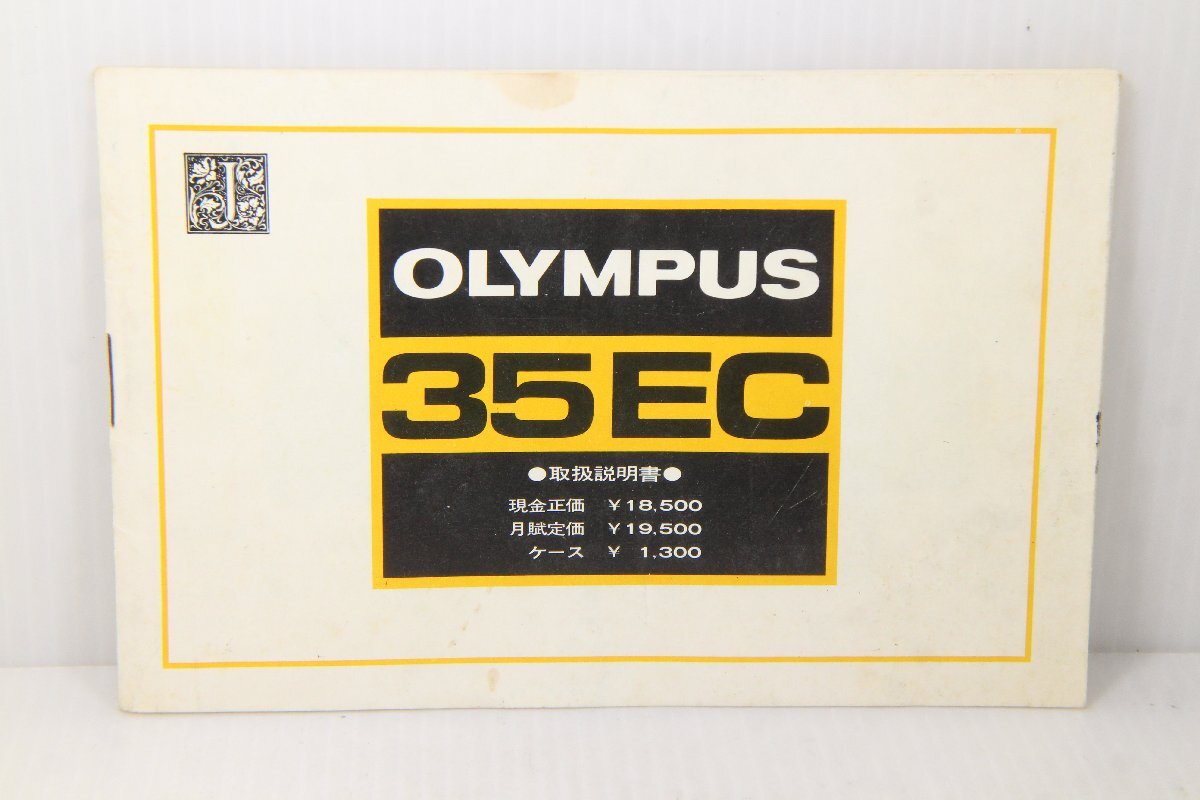 J
OLYMPUS
35EC
●取扱説明書●
現金正価 ¥18,500
月賦定価 ¥19,500
ケース ¥ 1,300